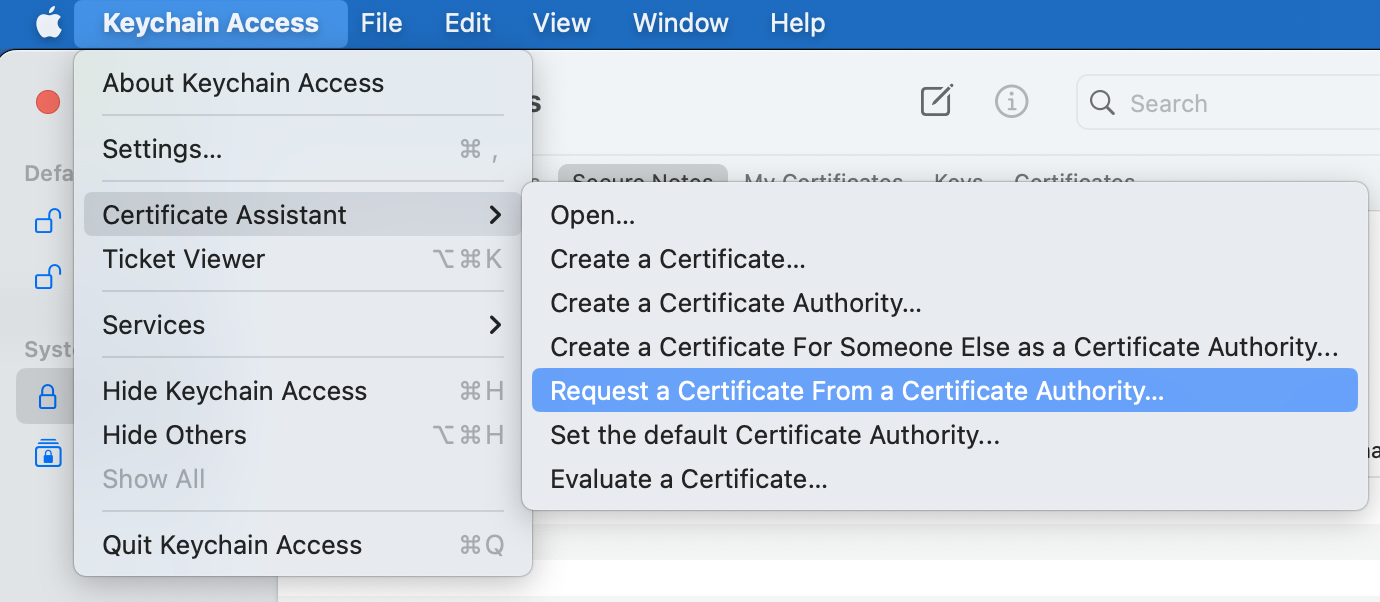 Keychain Access File Edit View Window Help
About Keychain Access
Settings... ⌘ ,
Certificate Assistant
Ticket Viewer ⌥⌘K
Services
Hide Keychain Access ⌘H
Hide Others ⌥⌘H
Show All
Quit Keychain Access ⌘Q
Search
Secure Notes My Certificates Keys Certificates
Open...
Create a Certificate...
Create a Certificate Authority...
Create a Certificate For Someone Else as a Certificate Authority...
Request a Certificate From a Certificate Authority...
Set the default Certificate Authority...
Evaluate a Certificate...